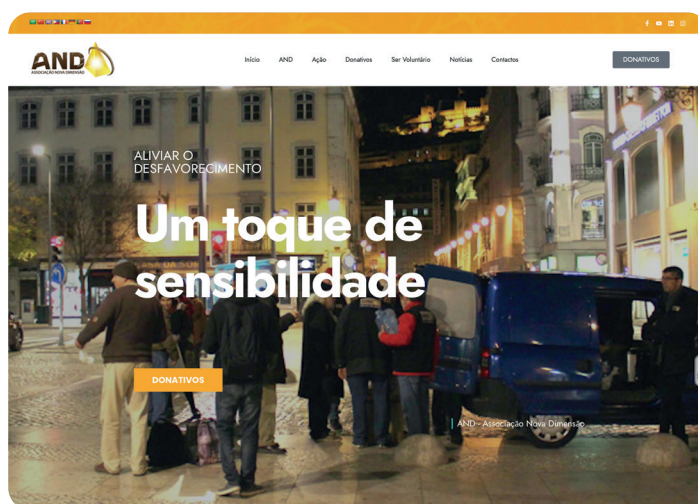 AND
ASSOCIAÇÃO NOVA DIMENSÃO
Início
AND
Ação
Donativos
Ser Voluntário
Notícias
Contactos
DONATIVOS
ALIVIAR O
DESFAVORECIMENTO
Um toque de
sensibilidade
DONATIVOS
AND - Associação Nova Dimensão